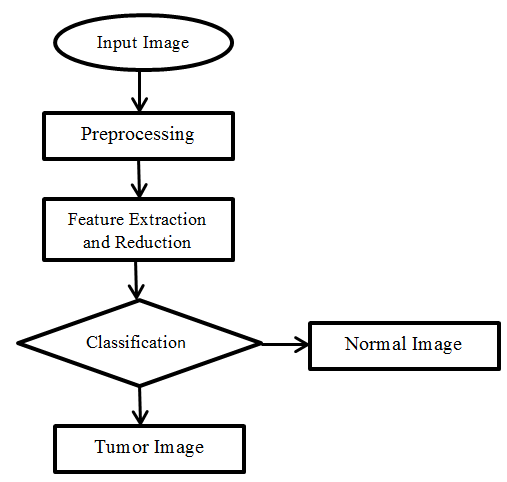 Input Image
Preprocessing
Feature Extraction
and Reduction
Classification
Normal Image
Tumor Image